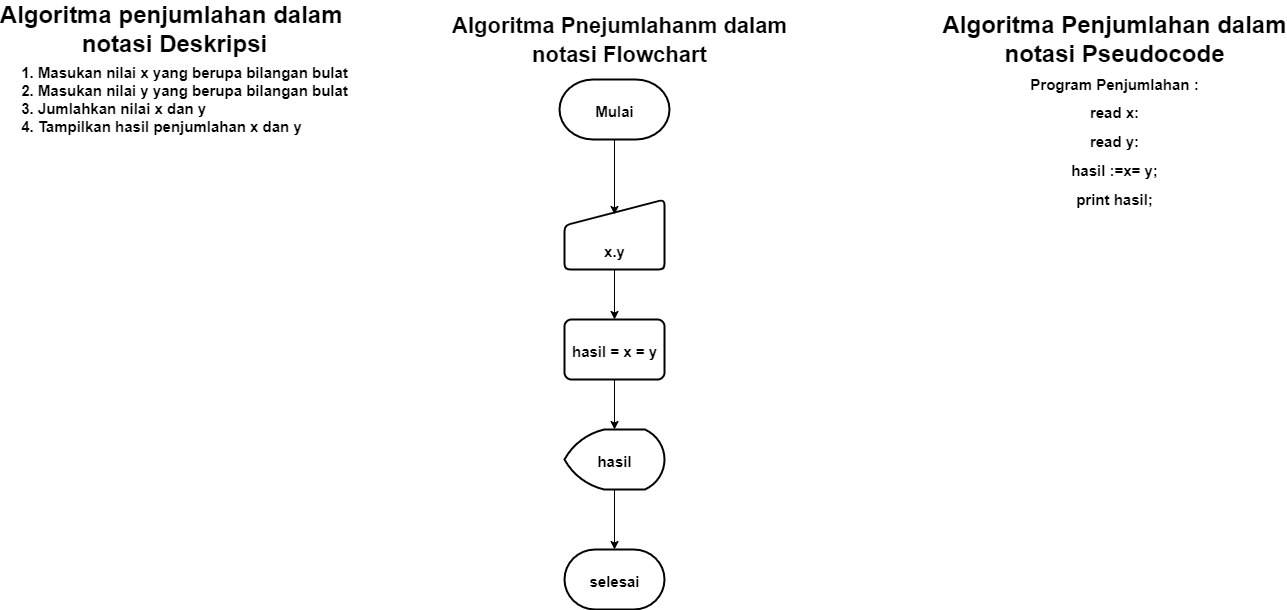 Algoritma penjumlahan dalam
notasi Deskripsi
1. Masukan nilai x yang berupa bilangan bulat
2. Masukan nilai y yang berupa bilangan bulat
3. Jumlahkan nilai x dan y
4. Tampilkan hasil penjumlahan x dan y
Algoritma Pnejumlahanm dalam
notasi Flowchart
Mulai
x.y
hasil = x = y
hasil
selesai
Algoritma Penjumlahan dalam
notasi Pseudocode
Program Penjumlahan :
read x:
read y:
hasil :=x= y;
print hasil;